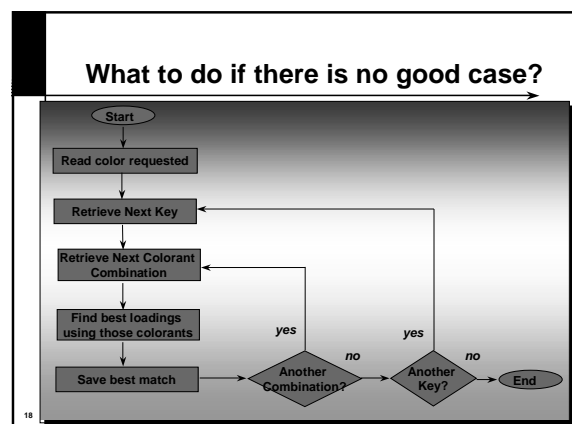 What to do if there is no good case?
Start
Read color requested
Retrieve Next Key
Retrieve Next Colorant
Combination
Find best loadings
using those colorants
Save best match
yes
Another
Combination?
no
yes
Another
Key?
no
End
18